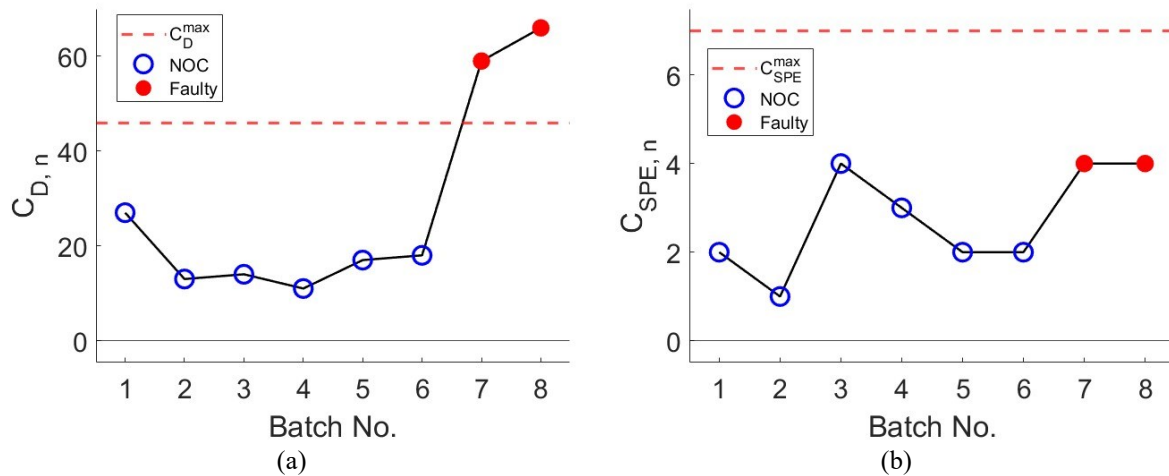 C_D^max
NOC
Faulty
60
40
20
0
C_D, n
1 2 3 4 5 6 7 8
Batch No.
(a)
C_SPE^max
NOC
Faulty
6
4
2
0
C_SPE, n
1 2 3 4 5 6 7 8
Batch No.
(b)